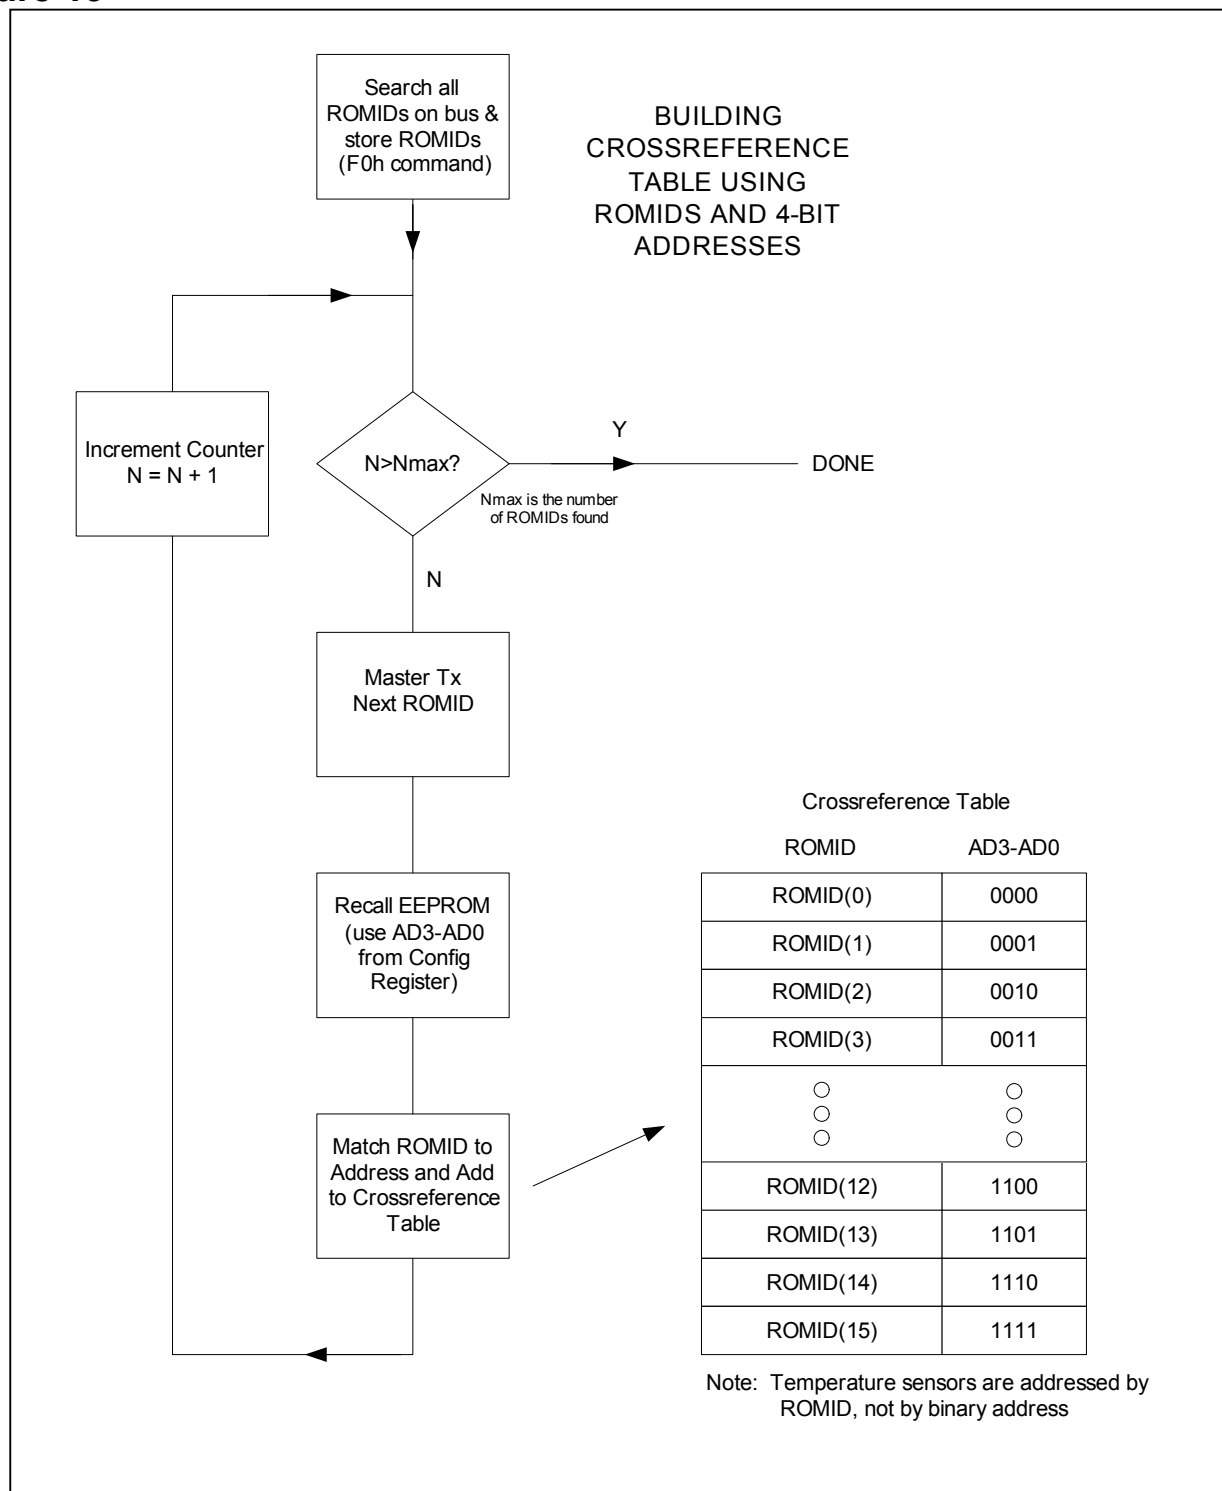 Search all
ROMIDs on bus &
store ROMIDs
(F0h command)
BUILDING
CROSSREFERENCE
TABLE USING
ROMIDS AND 4-BIT
ADDRESSES
Increment Counter
N = N + 1
N>Nmax?
Y
DONE
Nmax is the number
of ROMIDs found
N
Master Tx
Next ROMID
Recall EEPROM
(use AD3-AD0
from Config
Register)
Match ROMID to
Address and Add
to Crossreference
Table
Crossreference Table
ROMID AD3-AD0
ROMID(0) 0000
ROMID(1) 0001
ROMID(2) 0010
ROMID(3) 0011
ROMID(12) 1100
ROMID(13) 1101
ROMID(14) 1110
ROMID(15) 1111
Note: Temperature sensors are addressed by
ROMID, not by binary address